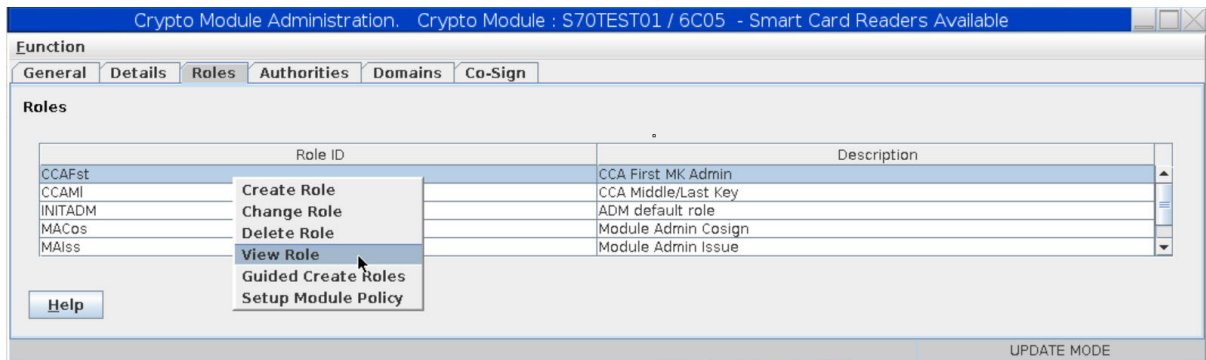 Crypto Module Administration. Crypto Module : S70TEST01 / 6C05 - Smart Card Readers Available
Function
General Details Roles Authorities Domains Co-Sign
Roles
Role ID Description
CCAFst CCA First MK Admin
CCAMl CCA Middle/Last Key
INITADM ADM default role
MACos Module Admin Cosign
MAIss Module Admin Issue
Create Role
Change Role
Delete Role
View Role
Guided Create Roles
Setup Module Policy
Help
UPDATE MODE